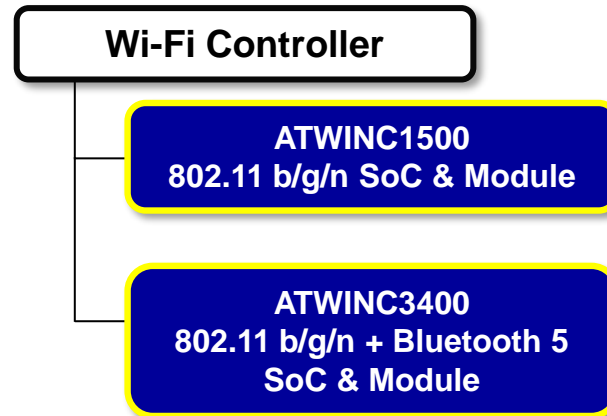 Wi-Fi Controller
ATWINC1500
802.11 b/g/n SoC & Module
ATWINC3400
802.11 b/g/n + Bluetooth 5
SoC & Module